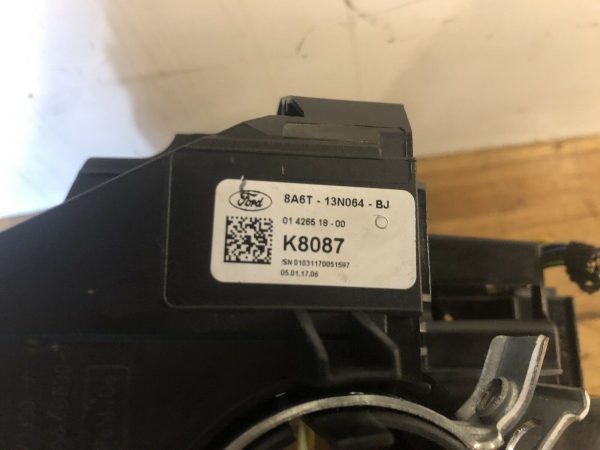 Ford
8A6T - 13N064 - BJ
01 4265 18 - 00
K8087
/SN 01031170051597
05.01.17.06